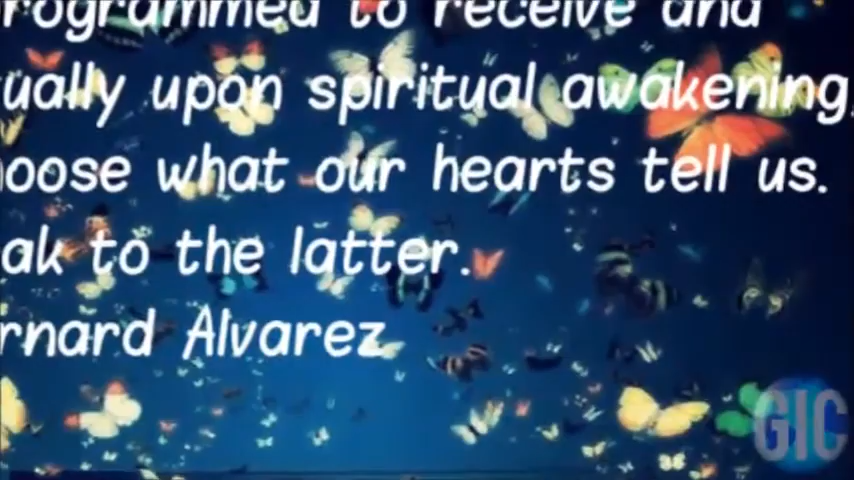 rogrammed to receive and
ually upon spiritual awakening,
oose what our hearts tell us.
ak to the latter.
rnard Alvarez
GIC